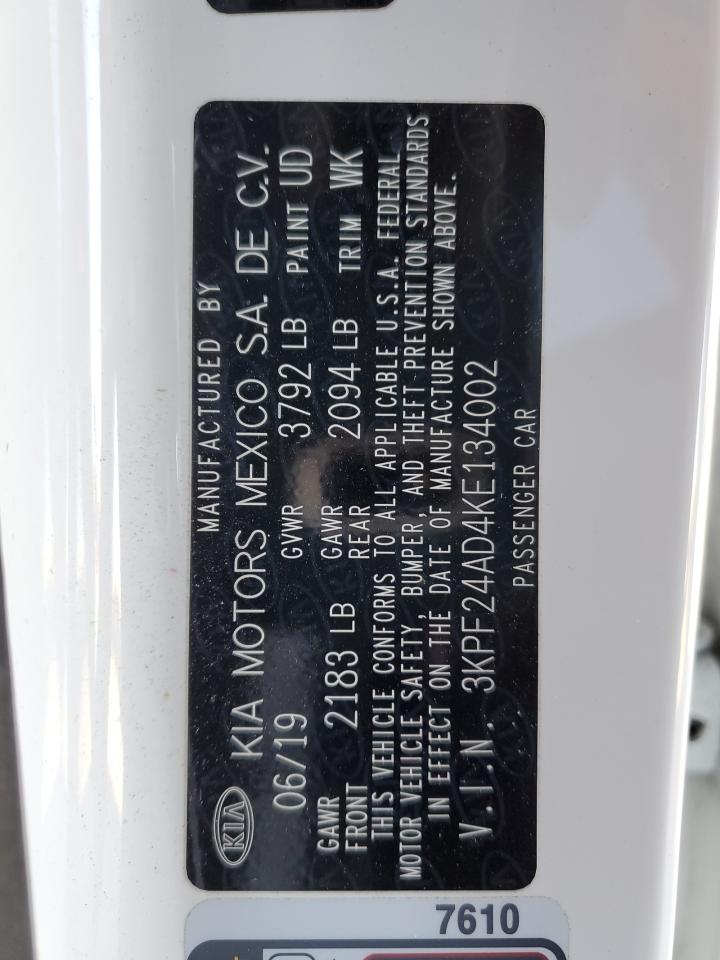 MANUFACTURED BY
KIA KIA MOTORS MEXICO S.A. DE C.V.
06/19 GVWR 3792 LB PAINT UD
GAWR FRONT 2183 LB GAWR REAR 2094 LB TRIM WK
THIS VEHICLE CONFORMS TO ALL APPLICABLE U.S.A. FEDERAL
MOTOR VEHICLE SAFETY, BUMPER, AND THEFT PREVENTION STANDARDS
IN EFFECT ON THE DATE OF MANUFACTURE SHOWN ABOVE.
V.I.N. 3KPF24AD4KE134002
PASSENGER CAR
7610